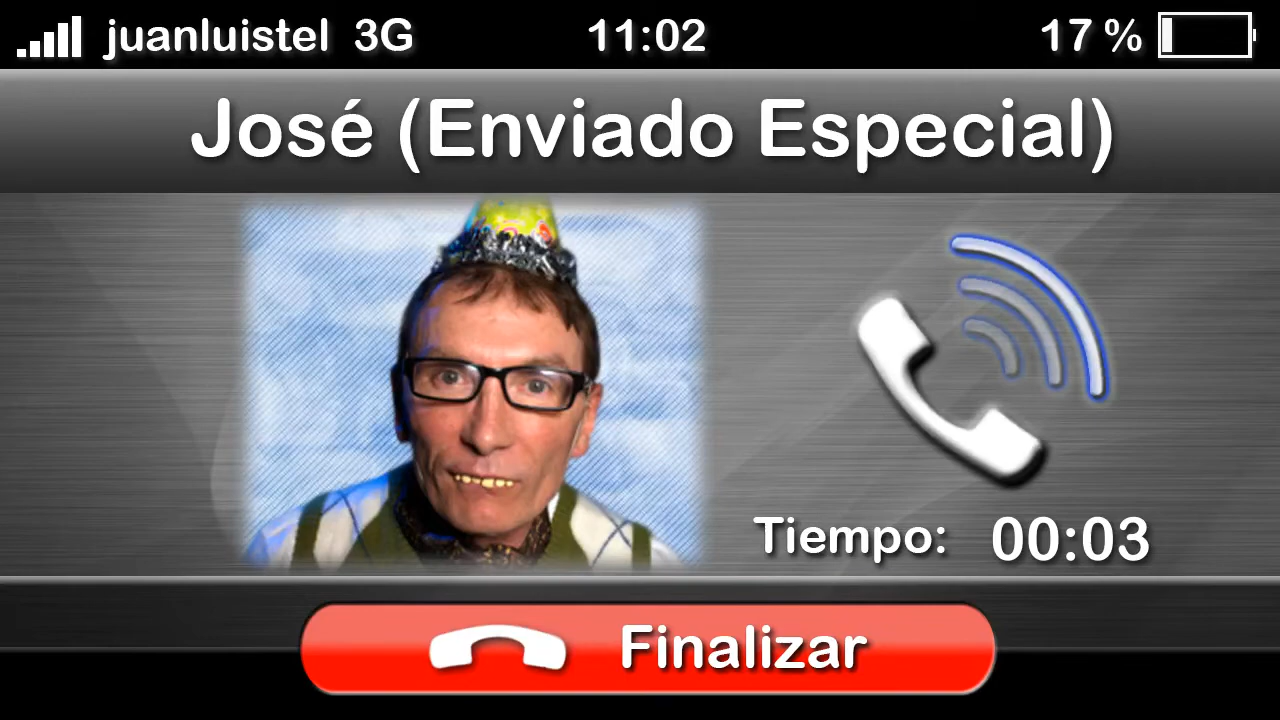 juanluistel 3G 11:02 17 %
José (Enviado Especial)
Tiempo: 00:03
Finalizar